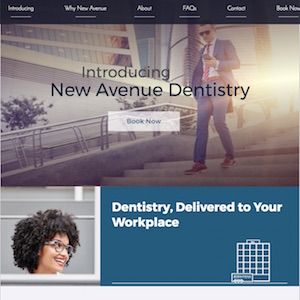 Introducing Why New Avenue About FAQs Contact Book Now
Introducing
New Avenue Dentistry
Book Now
Dentistry, Delivered to Your
Workplace